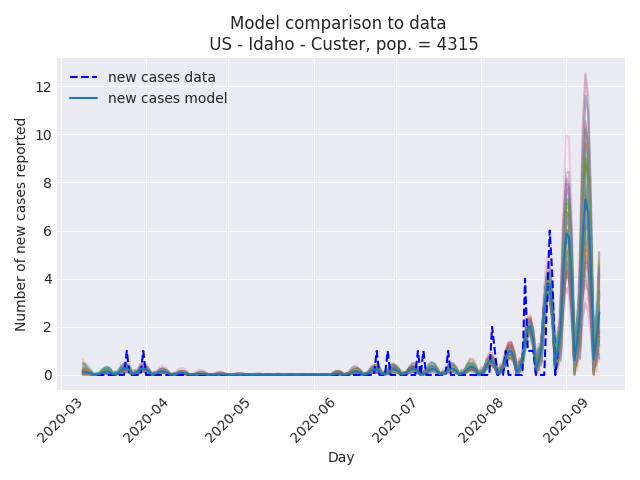 Model comparison to data
US - Idaho - Custer, pop. = 4315
new cases data
new cases model
Number of new cases reported
12
10
8
6
4
2
0
2020-03
2020-04
2020-05
2020-06
2020-07
2020-08
2020-09
Day